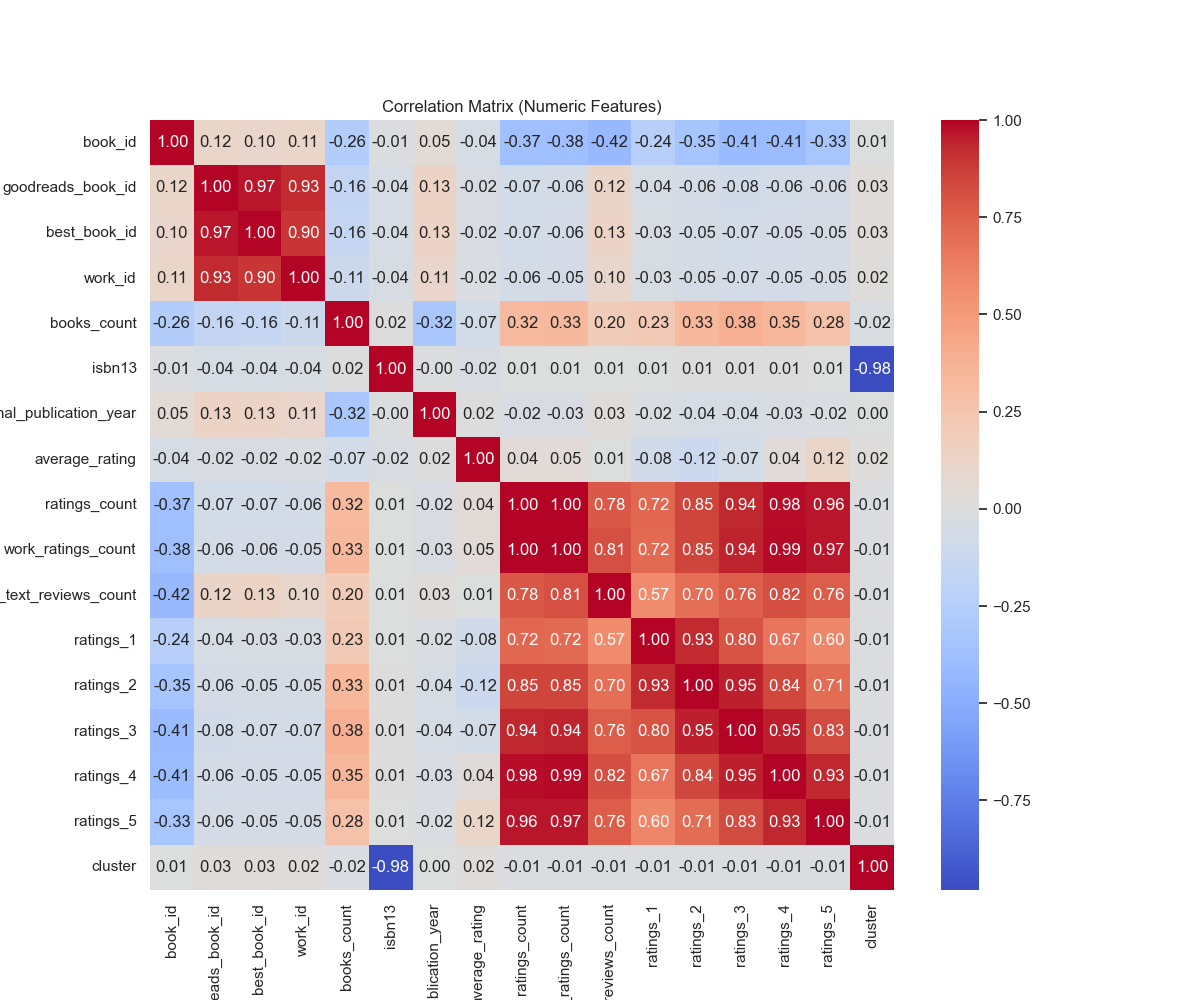 Correlation Matrix (Numeric Features)
book_id 1.00 0.12 0.10 0.11 -0.26 -0.01 0.05 -0.04 -0.37 -0.38 -0.42 -0.24 -0.35 -0.41 -0.41 -0.33 0.01
goodreads_book_id 0.12 1.00 0.97 0.93 -0.16 -0.04 0.13 -0.02 -0.07 -0.06 0.12 -0.04 -0.06 -0.08 -0.06 -0.06 0.03
best_book_id 0.10 0.97 1.00 0.90 -0.16 -0.04 0.13 -0.02 -0.07 -0.06 0.13 -0.03 -0.05 -0.07 -0.05 -0.05 0.03
work_id 0.11 0.93 0.90 1.00 -0.11 -0.04 0.11 -0.02 -0.06 -0.05 0.10 -0.03 -0.05 -0.07 -0.05 -0.05 0.02
books_count -0.26 -0.16 -0.16 -0.11 1.00 0.02 -0.32 -0.07 0.32 0.33 0.20 0.23 0.33 0.38 0.35 0.28 -0.02
isbn13 -0.01 -0.04 -0.04 -0.04 0.02 1.00 -0.00 -0.02 0.01 0.01 0.01 0.01 0.01 0.01 0.01 0.01 -0.98
nal_publication_year 0.05 0.13 0.13 0.11 -0.32 -0.00 1.00 0.02 -0.02 -0.03 0.03 -0.02 -0.04 -0.04 -0.03 -0.02 0.00
average_rating -0.04 -0.02 -0.02 -0.02 -0.07 -0.02 0.02 1.00 0.04 0.05 0.01 -0.08 -0.12 -0.07 0.04 0.12 0.02
ratings_count -0.37 -0.07 -0.07 -0.06 0.32 0.01 -0.02 0.04 1.00 1.00 0.78 0.72 0.85 0.94 0.98 0.96 -0.01
work_ratings_count -0.38 -0.06 -0.06 -0.05 0.33 0.01 -0.03 0.05 1.00 1.00 0.81 0.72 0.85 0.94 0.99 0.97 -0.01
_text_reviews_count -0.42 0.12 0.13 0.10 0.20 0.01 0.03 0.01 0.78 0.81 1.00 0.57 0.70 0.76 0.82 0.76 -0.01
ratings_1 -0.24 -0.04 -0.03 -0.03 0.23 0.01 -0.02 -0.08 0.72 0.72 0.57 1.00 0.93 0.80 0.67 0.60 -0.01
ratings_2 -0.35 -0.06 -0.05 -0.05 0.33 0.01 -0.04 -0.12 0.85 0.85 0.70 0.93 1.00 0.95 0.84 0.71 -0.01
ratings_3 -0.41 -0.08 -0.07 -0.07 0.38 0.01 -0.04 -0.07 0.94 0.94 0.76 0.80 0.95 1.00 0.95 0.83 -0.01
ratings_4 -0.41 -0.06 -0.05 -0.05 0.35 0.01 -0.03 0.04 0.98 0.99 0.82 0.67 0.84 0.95 1.00 0.93 -0.01
ratings_5 -0.33 -0.06 -0.05 -0.05 0.28 0.01 -0.02 0.12 0.96 0.97 0.76 0.60 0.71 0.83 0.93 1.00 -0.01
cluster 0.01 0.03 0.03 0.02 -0.02 -0.98 0.00 0.02 -0.01 -0.01 -0.01 -0.01 -0.01 -0.01 -0.01 -0.01 1.00
book_id
eads_book_id
best_book_id
work_id
books_count
isbn13
blication_year
average_rating
ratings_count
_ratings_count
reviews_count
ratings_1
ratings_2
ratings_3
ratings_4
ratings_5
cluster
1.00
0.75
0.50
0.25
0.00
−0.25
−0.50
−0.75